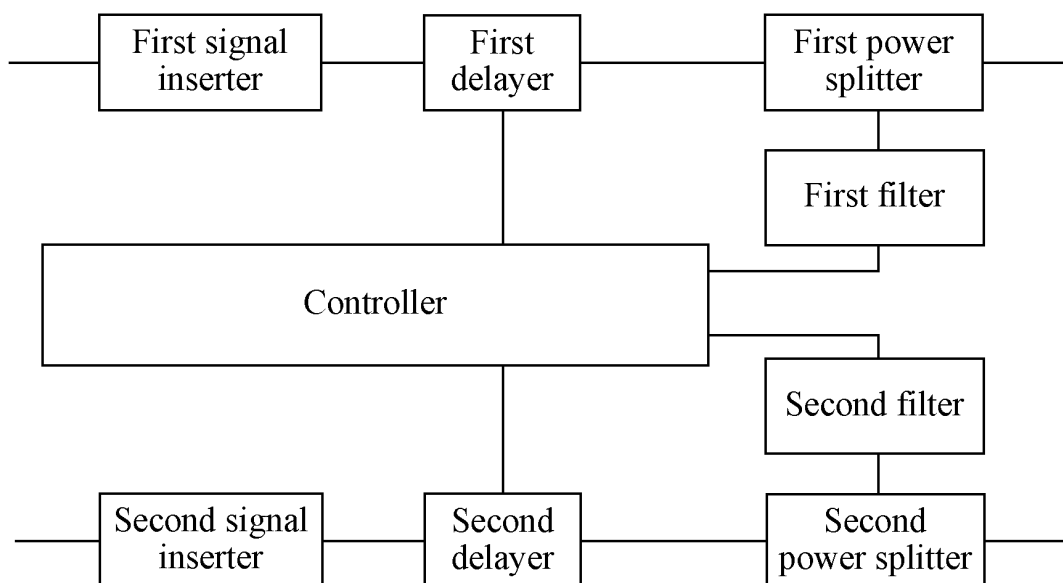 First signal
inserter
First
delayer
First power
splitter
First filter
Controller
Second filter
Second signal
inserter
Second
delayer
Second
power splitter